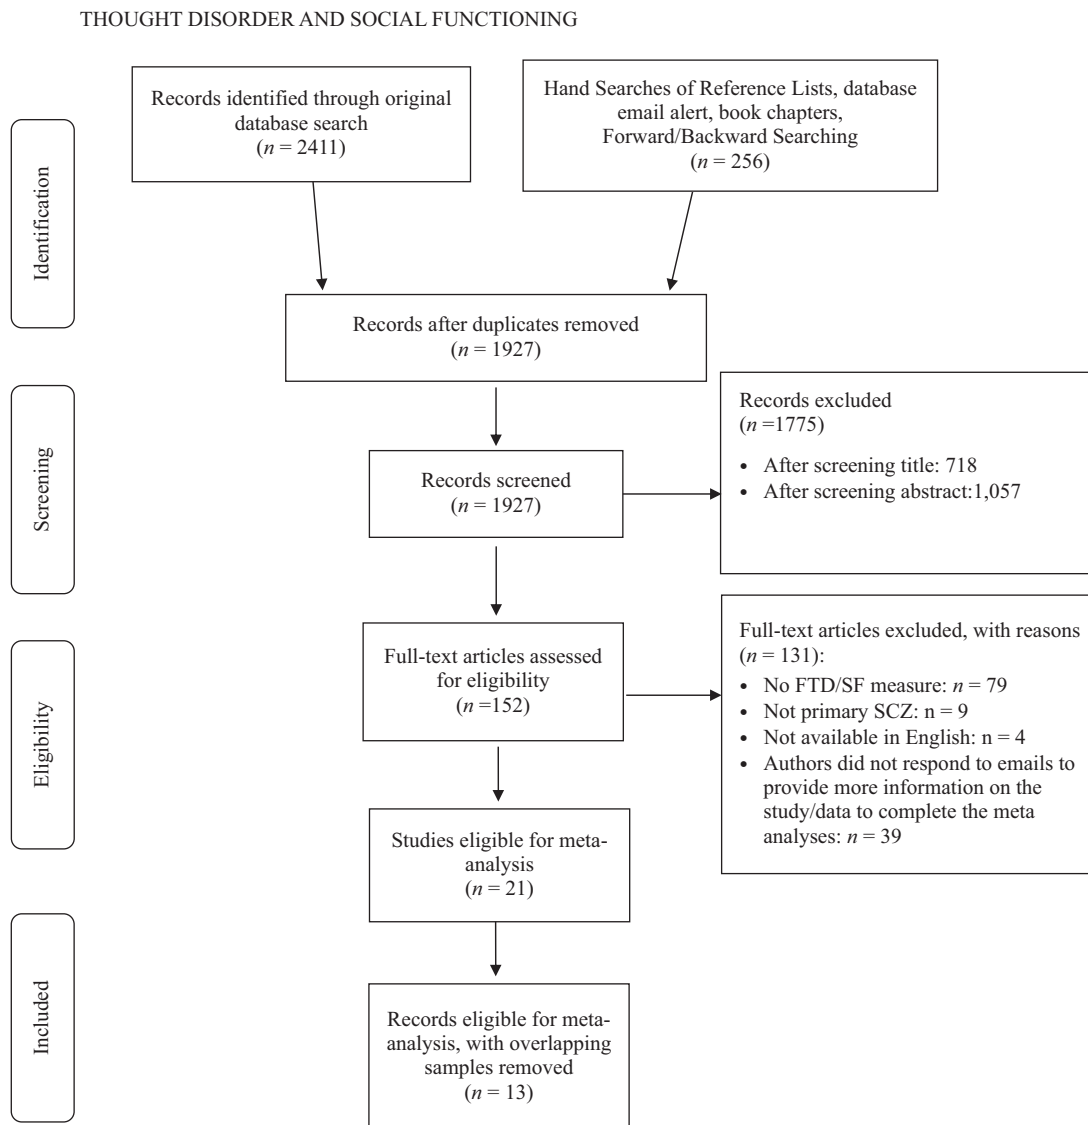 THOUGHT DISORDER AND SOCIAL FUNCTIONING
Identification
Records identified through original
database search
(n = 2411)
Hand Searches of Reference Lists, database
email alert, book chapters,
Forward/Backward Searching
(n = 256)
Records after duplicates removed
(n = 1927)
Screening
Records screened
(n = 1927)
Records excluded
(n =1775)
• After screening title: 718
• After screening abstract:1,057
Eligibility
Full-text articles assessed
for eligibility
(n =152)
Full-text articles excluded, with reasons
(n = 131):
• No FTD/SF measure: n = 79
• Not primary SCZ: n = 9
• Not available in English: n = 4
• Authors did not respond to emails to
provide more information on the
study/data to complete the meta
analyses: n = 39
Studies eligible for meta-
analysis
(n = 21)
Included
Records eligible for meta-
analysis, with overlapping
samples removed
(n = 13)